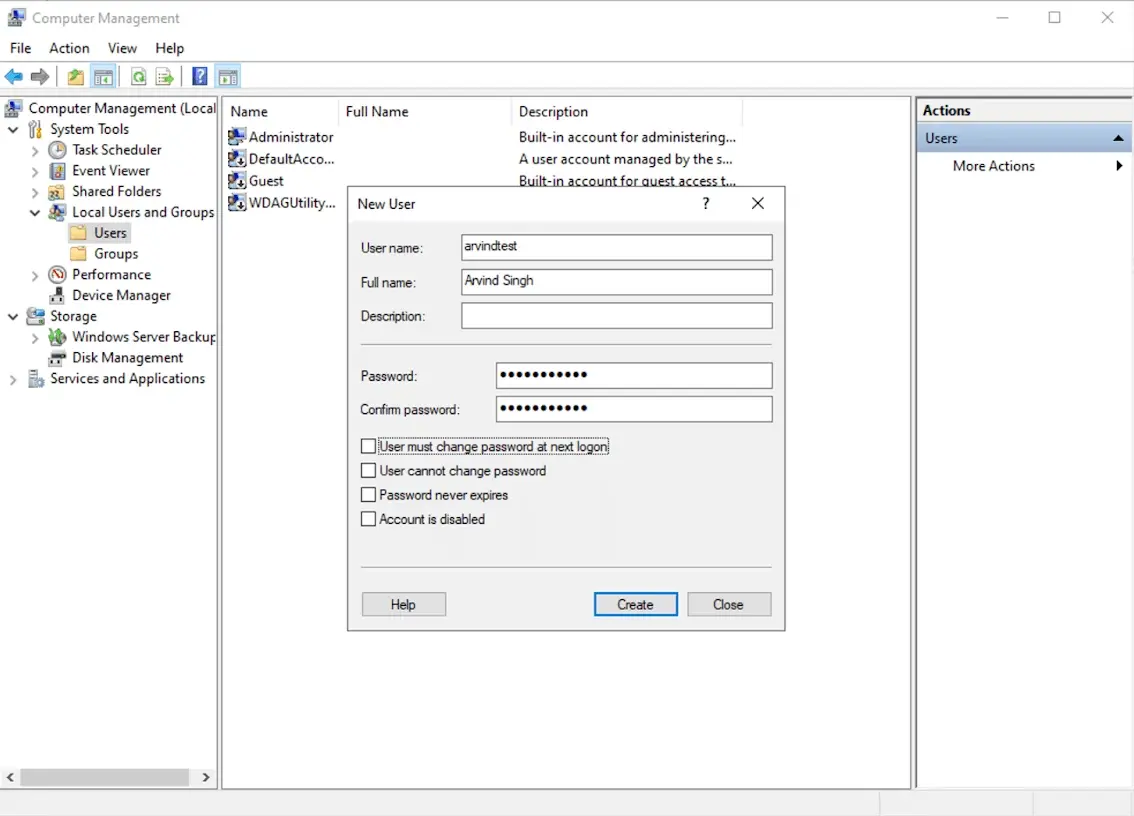 Computer Management
File Action View Help
Computer Management (Local
System Tools
Task Scheduler
Event Viewer
Shared Folders
Local Users and Groups
Users
Groups
Performance
Device Manager
Storage
Windows Server Backup
Disk Management
Services and Applications
Name Full Name Description
Administrator Built-in account for administering...
DefaultAcco... A user account managed by the s...
Guest Built-in account for guest access t...
WDAGUtility...
New User ?
User name: arvindtest
Full name: Arvind Singh
Description:
Password: •••••••••••
Confirm password: •••••••••••
User must change password at next logon
User cannot change password
Password never expires
Account is disabled
Help Create Close
Actions
Users
More Actions